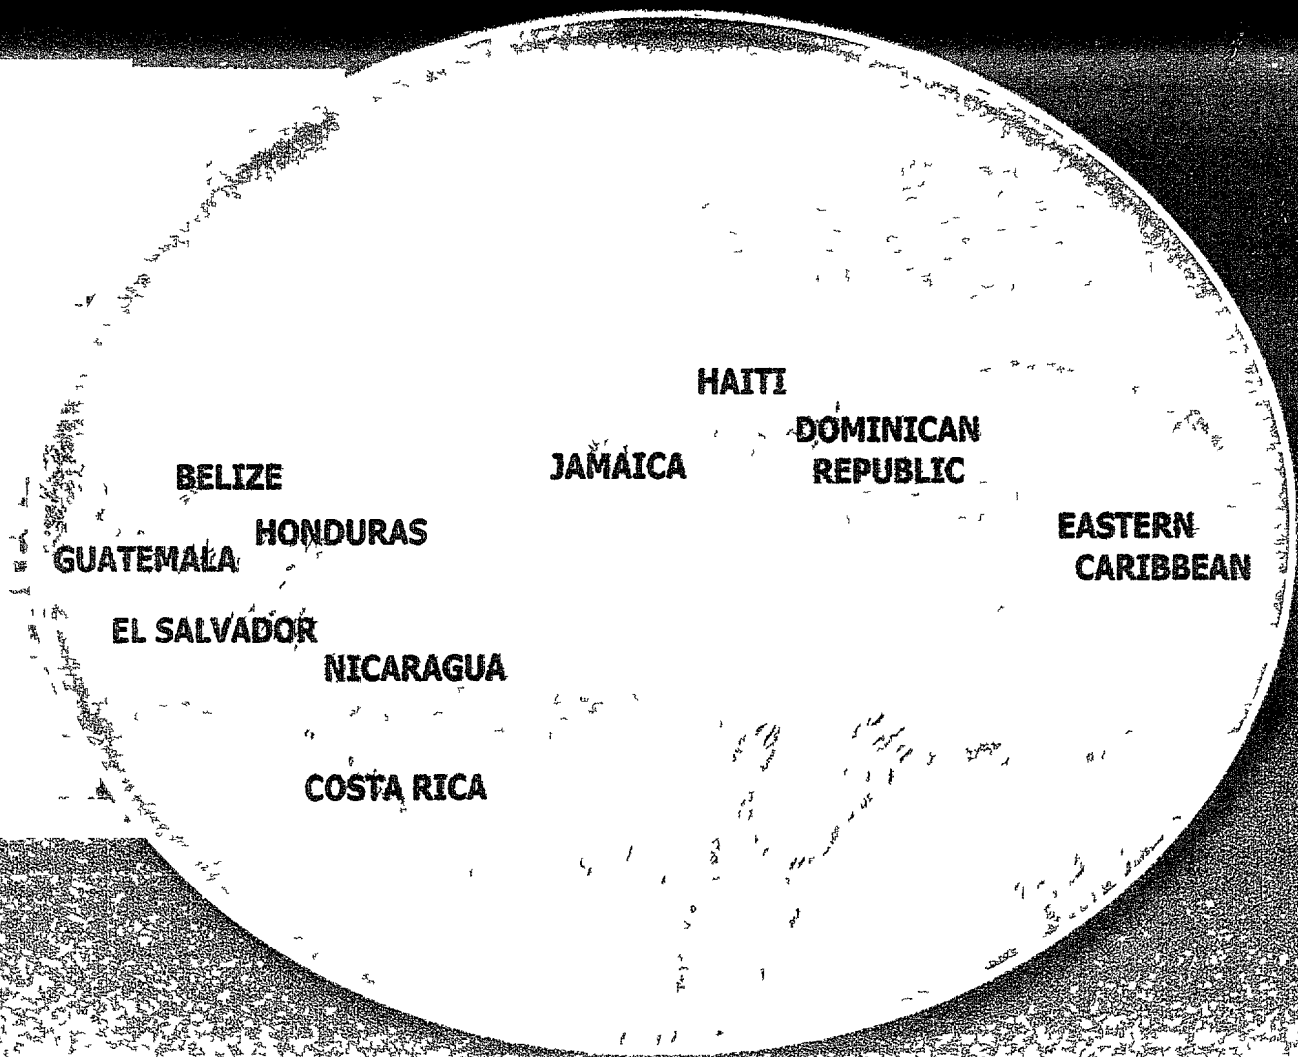 HAITI
DOMINICAN
REPUBLIC
JAMAICA
BELIZE
HONDURAS
GUATEMALA
EASTERN
CARIBBEAN
EL SALVADOR
NICARAGUA
COSTA RICA